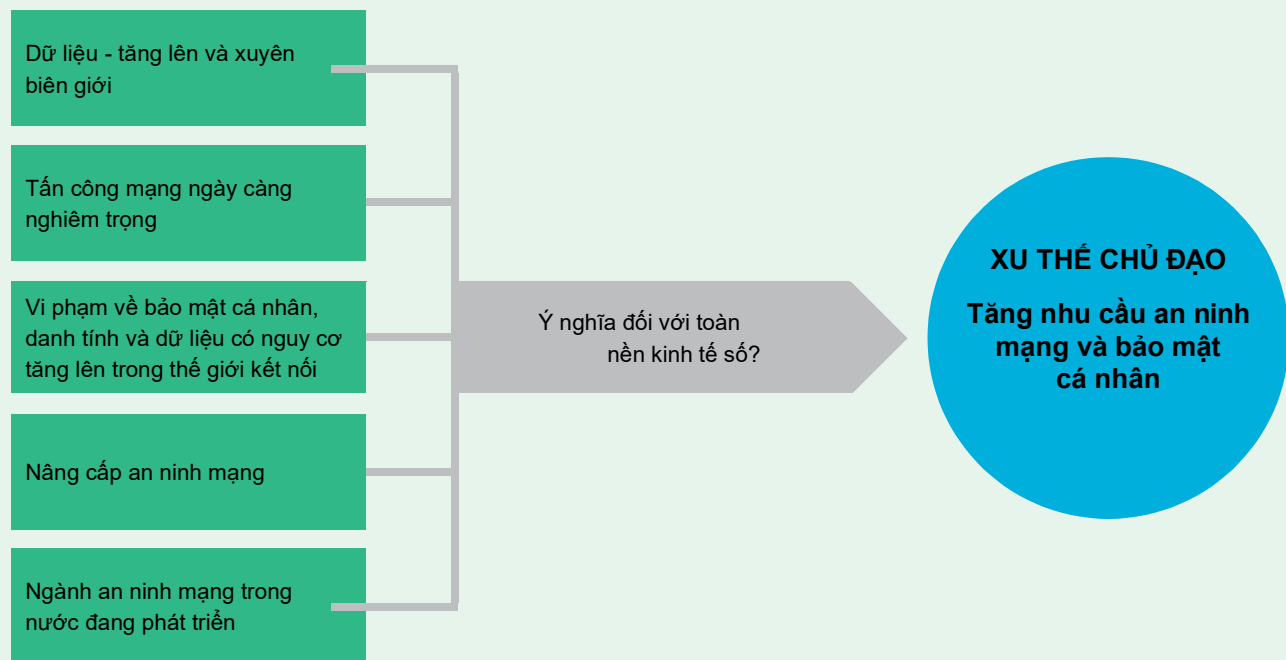 Dữ liệu - tăng lên và xuyên
biên giới
Tấn công mạng ngày càng
nghiêm trọng
Vi phạm về bảo mật cá nhân,
danh tính và dữ liệu có nguy cơ
tăng lên trong thế giới kết nối
Nâng cấp an ninh mạng
Ngành an ninh mạng trong
nước đang phát triển
Ý nghĩa đối với toàn
nền kinh tế số?
XU THẾ CHỦ ĐẠO
Tăng nhu cầu an ninh
mạng và bảo mật
cá nhân